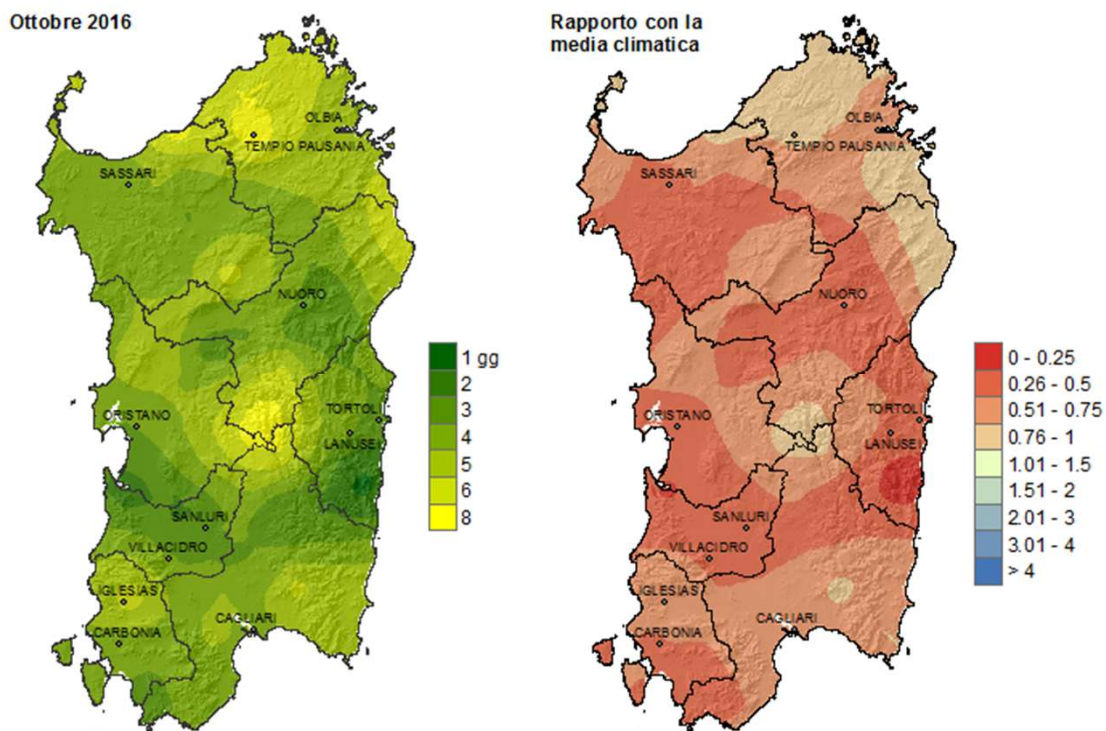 Ottobre 2016
OLBIA
TEMPIO PAUSANIA
SASSARI
NUORO
ORISTANO
TORTOLI
LANUSEI
SANLURI
VILLACIDRO
IGLESIAS
CARBONIA
CAGLIARI
1 gg
2
3
4
5
6
8
Rapporto con la
media climatica
OLBIA
TEMPIO PAUSANIA
SASSARI
NUORO
ORISTANO
TORTOLI
LANUSEI
SANLURI
VILLACIDRO
IGLESIAS
CARBONIA
CAGLIARI
0 - 0.25
0.26 - 0.5
0.51 - 0.75
0.76 - 1
1.01 - 1.5
1.51 - 2
2.01 - 3
3.01 - 4
> 4